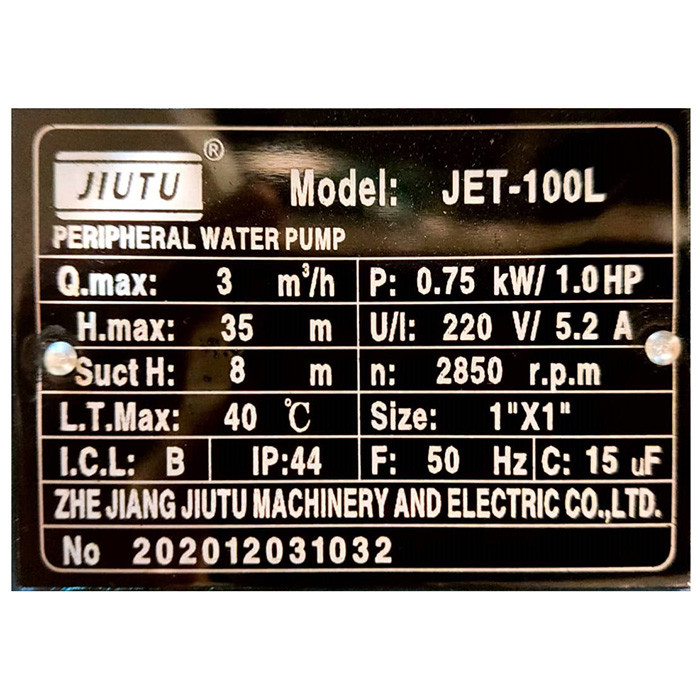 JIUTU ® Model: JET-100L
PERIPHERAL WATER PUMP
Q.max: 3 m³/h P: 0.75 kW/ 1.0HP
H.max: 35 m U/I: 220 V/ 5.2 A
Suct H: 8 m n: 2850 r.p.m
L.T.Max: 40 ℃ Size: 1"X1"
I.C.L: B IP:44 F: 50 Hz C: 15 uF
ZHE JIANG JIUTU MACHINERY AND ELECTRIC CO.,LTD.
No 202012031032